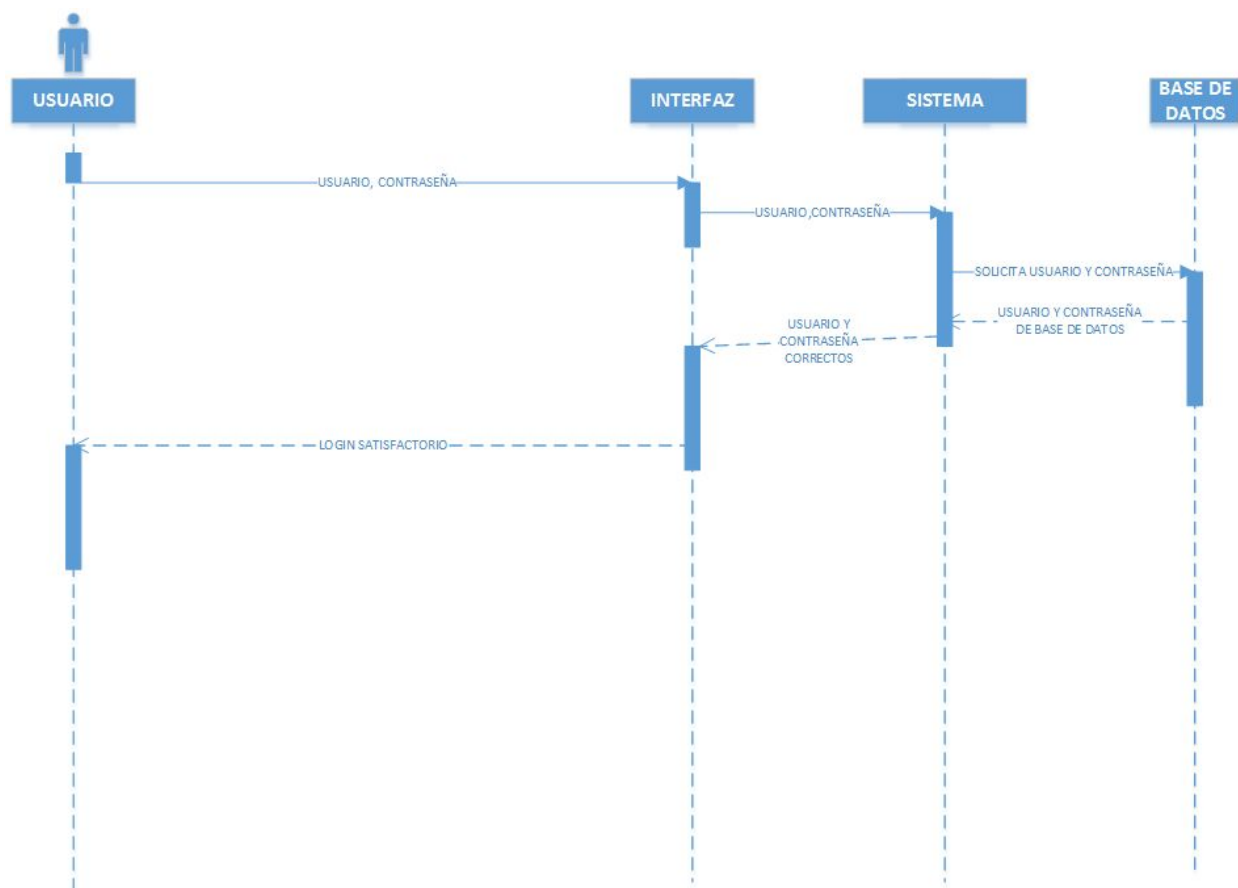 USUARIO
INTERFAZ
SISTEMA
BASE DE
DATOS
USUARIO, CONTRASEÑA
USUARIO,CONTRASEÑA
SOLICITA USUARIO Y CONTRASEÑA
USUARIO Y CONTRASEÑA
DE BASE DE DATOS
USUARIO Y
CONTRASEÑA
CORRECTOS
LOGIN SATISFACTORIO